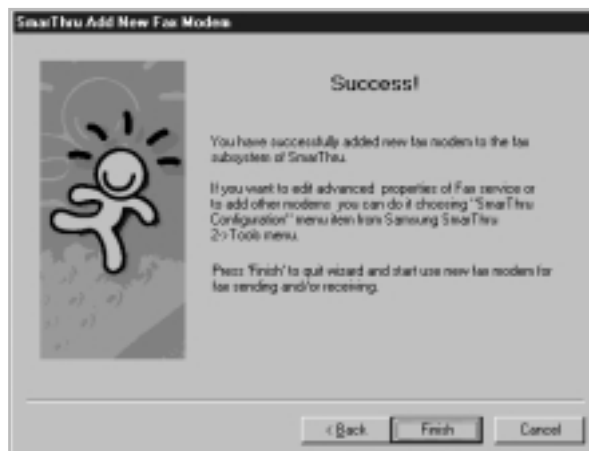 SmarThru Add New Fax Modem
Success!
You have successfully added new fax modem to the fax
subsystem of SmarThru.
If you want to edit advanced properties of Fax service or
to add other modems you can do it choosing "SmarThru
Configuration" menu item from Samsung SmarThru
2->Tools menu.
Press 'Finish' to quit wizard and start use new fax modem for
fax sending and/or receiving.
< Back
Finish
Cancel